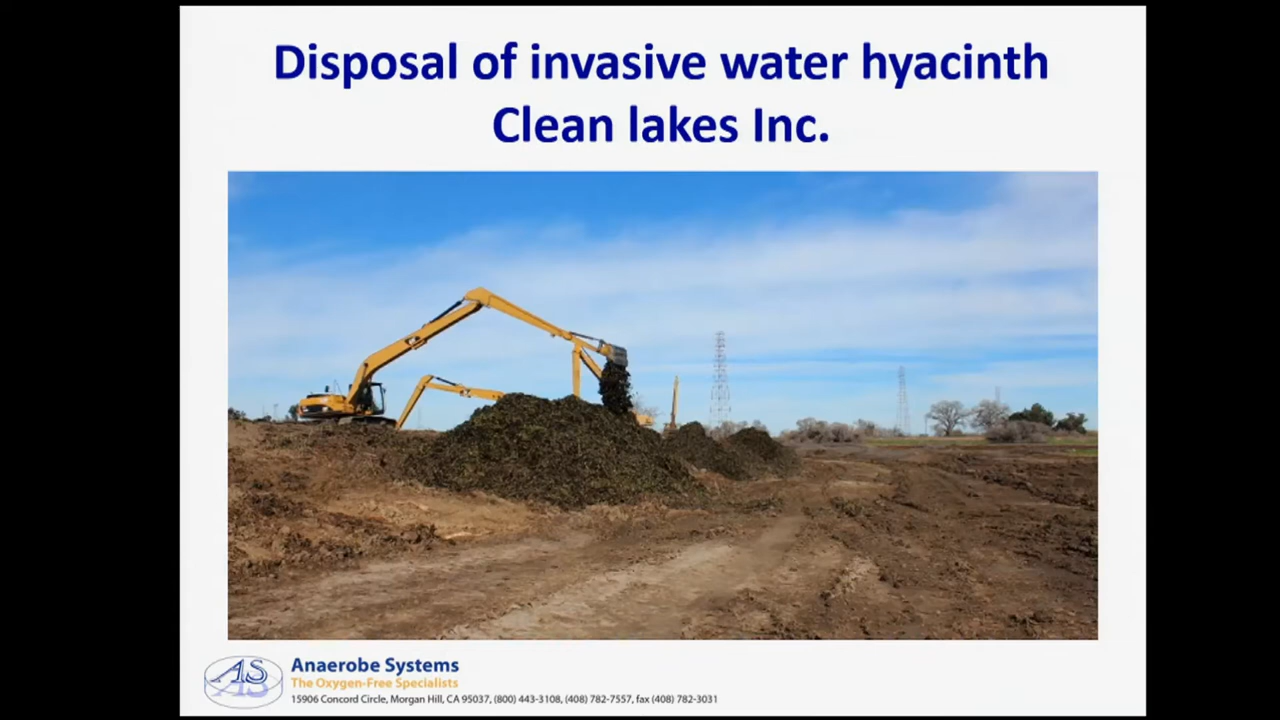 Disposal of invasive water hyacinth
Clean lakes Inc.
AS
Anaerobe Systems
The Oxygen-Free Specialists
15906 Concord Circle, Morgan Hill, CA 95037, (800) 443-3108, (408) 782-7557, fax (408) 782-3031